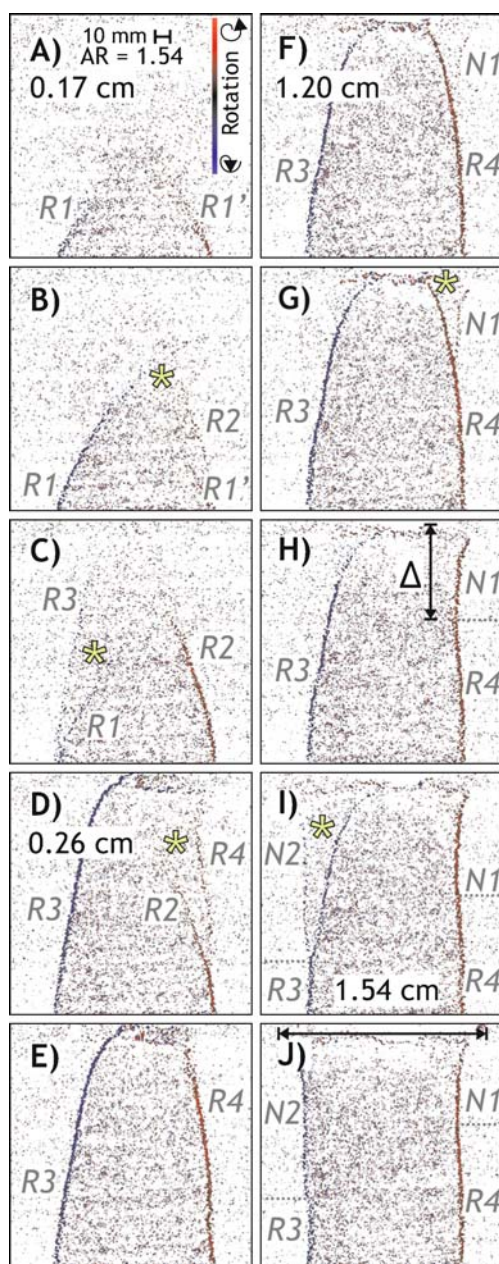 A)
10 mm
AR = 1.54
0.17 cm
Rotation
R1
R1'
B)
*
R2
R1
R1'
C)
R3
*
R2
R1
D)
0.26 cm
*
R4
R3
R2
E)
R4
R3
F)
1.20 cm
N1
R3
R4
G)
*
N1
R3
R4
H)
Δ
N1
R3
R4
I)
*
N2
N1
R3
1.54 cm
R4
J)
N2
N1
R3
R4